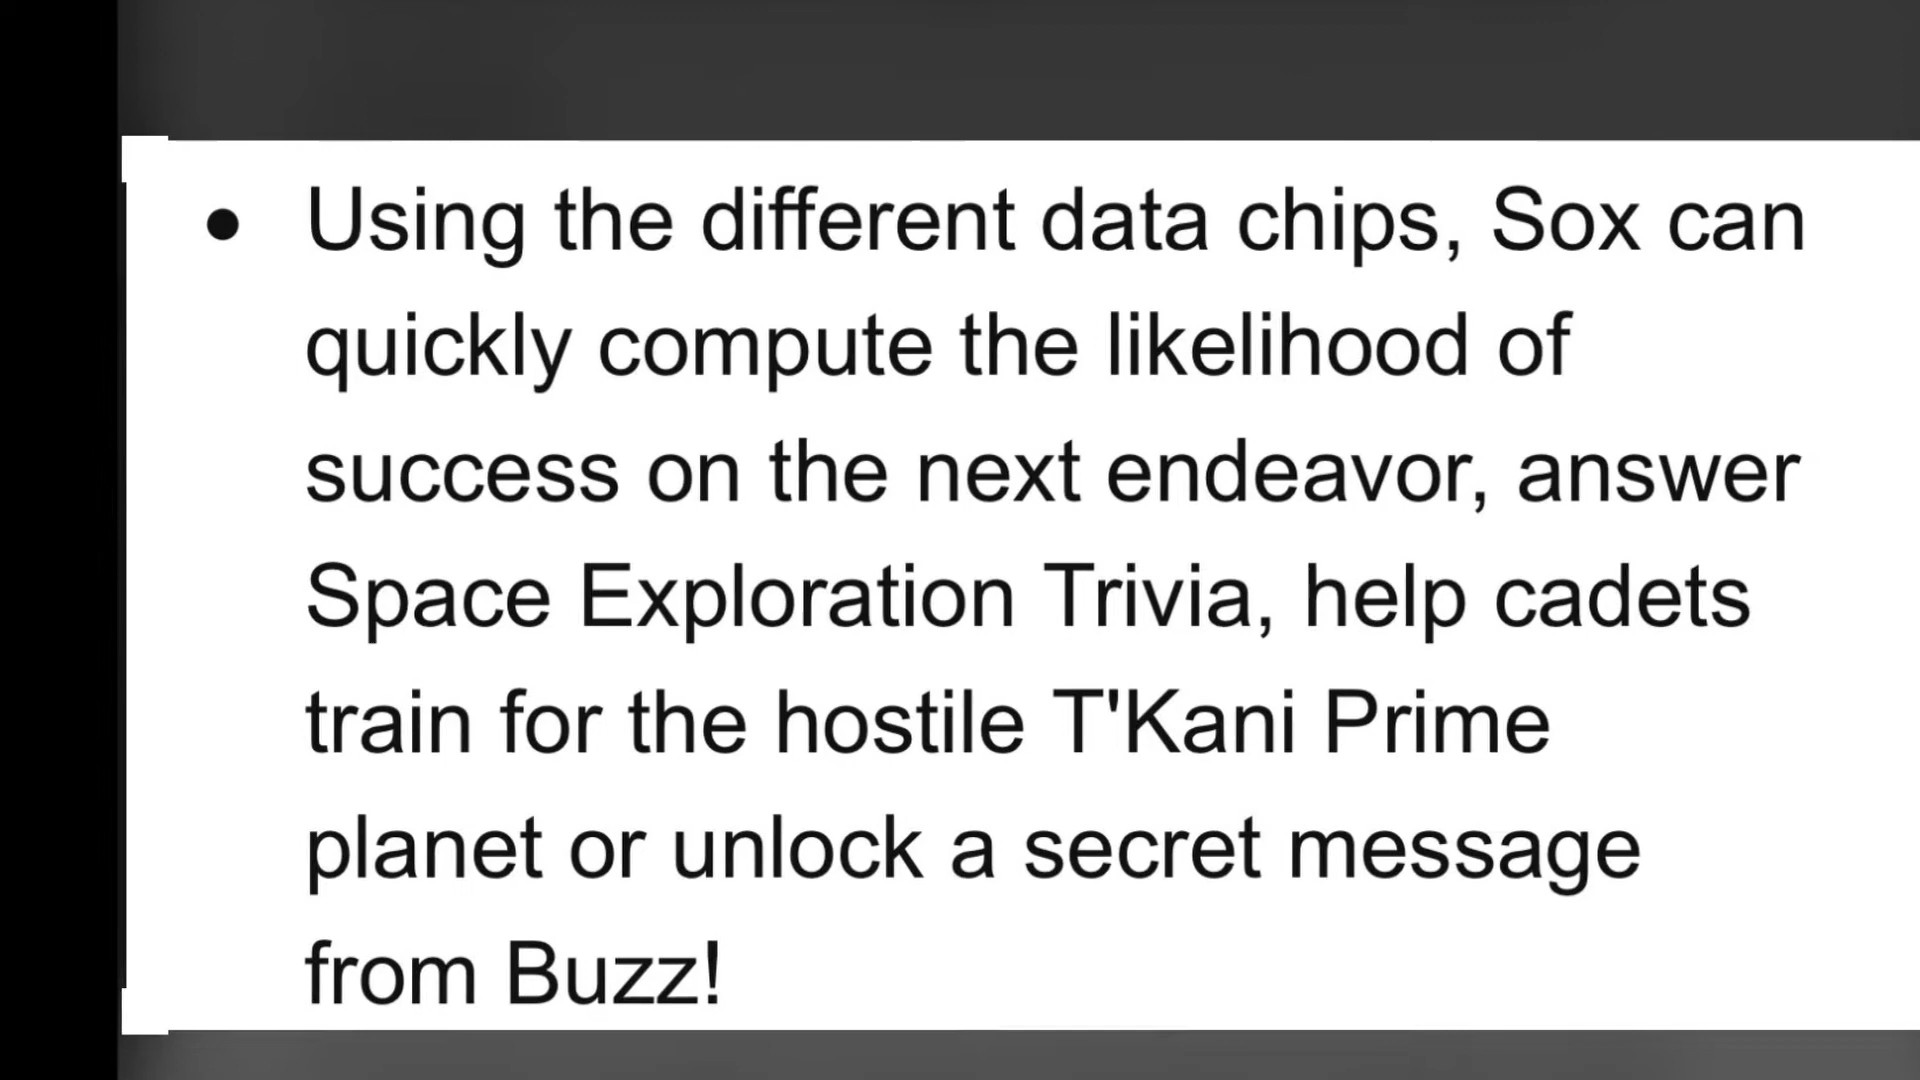 • Using the different data chips, Sox can
quickly compute the likelihood of
success on the next endeavor, answer
Space Exploration Trivia, help cadets
train for the hostile T'Kani Prime
planet or unlock a secret message
from Buzz!